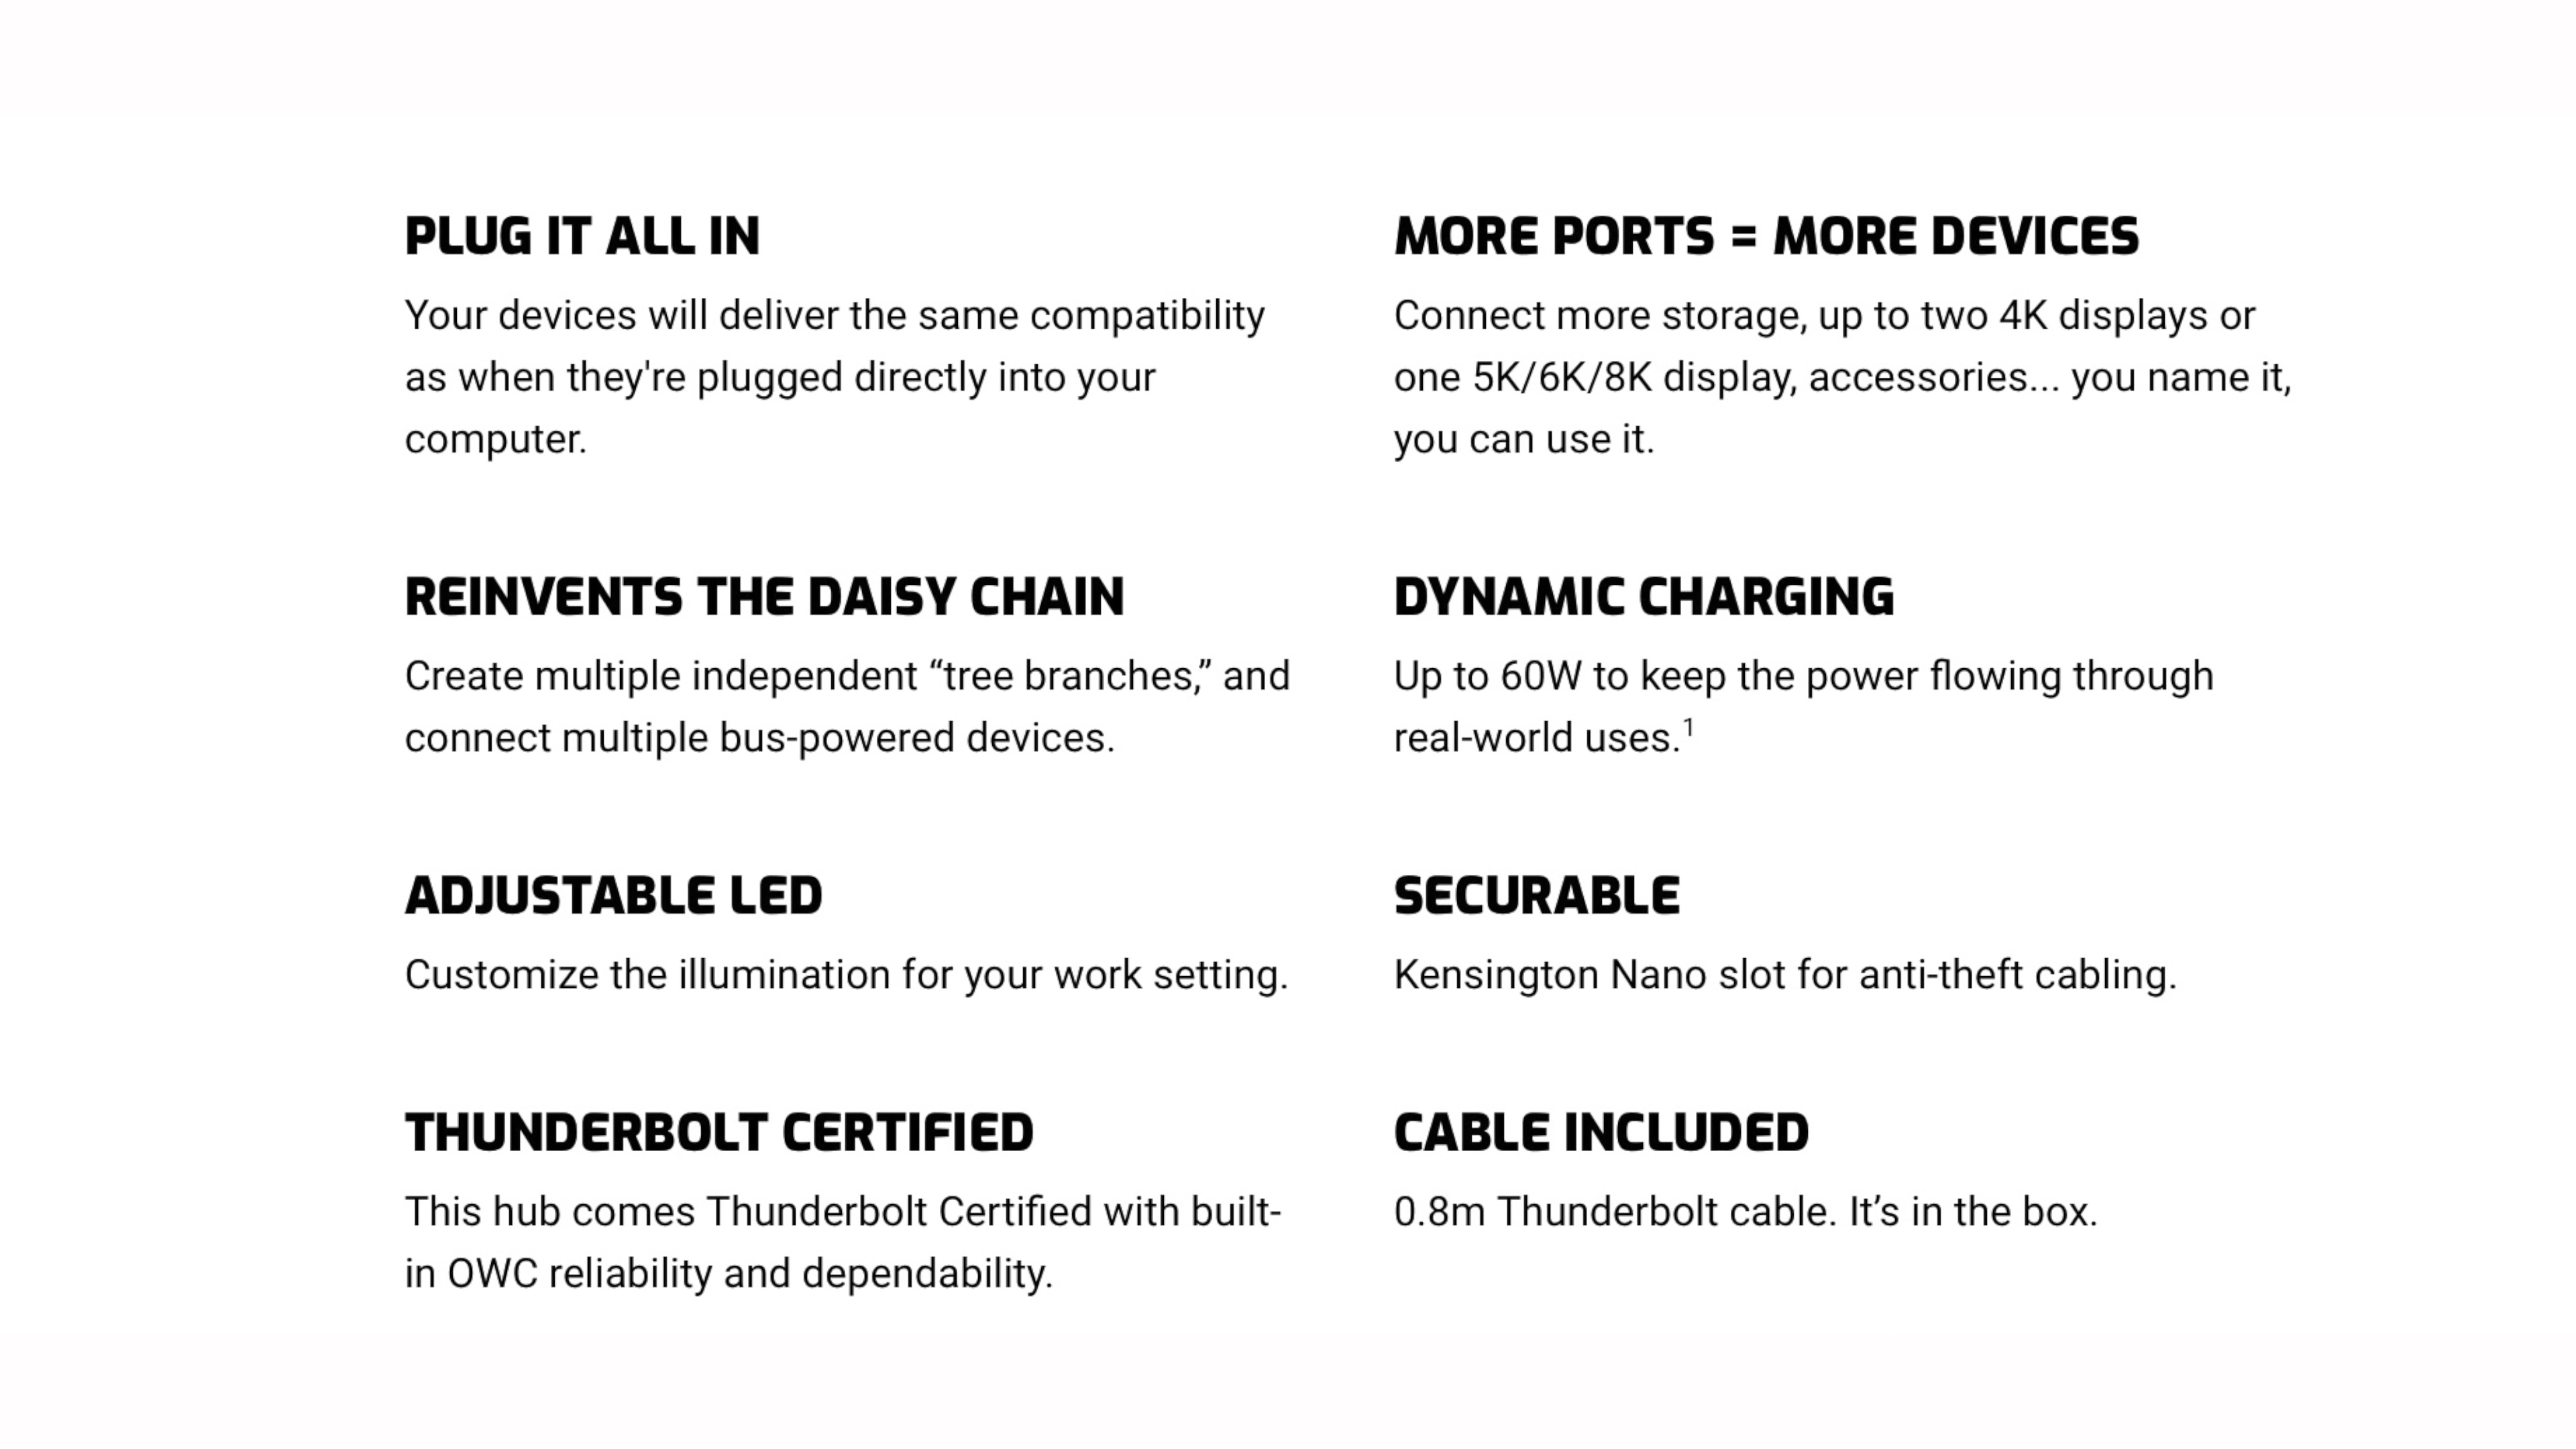 PLUG IT ALL IN
Your devices will deliver the same compatibility
as when they're plugged directly into your
computer.
MORE PORTS = MORE DEVICES
Connect more storage, up to two 4K displays or
one 5K/6K/8K display, accessories... you name it,
you can use it.
REINVENTS THE DAISY CHAIN
Create multiple independent “tree branches,” and
connect multiple bus-powered devices.
DYNAMIC CHARGING
Up to 60W to keep the power flowing through
real-world uses.¹
ADJUSTABLE LED
Customize the illumination for your work setting.
SECURABLE
Kensington Nano slot for anti-theft cabling.
THUNDERBOLT CERTIFIED
This hub comes Thunderbolt Certified with built-
in OWC reliability and dependability.
CABLE INCLUDED
0.8m Thunderbolt cable. It’s in the box.